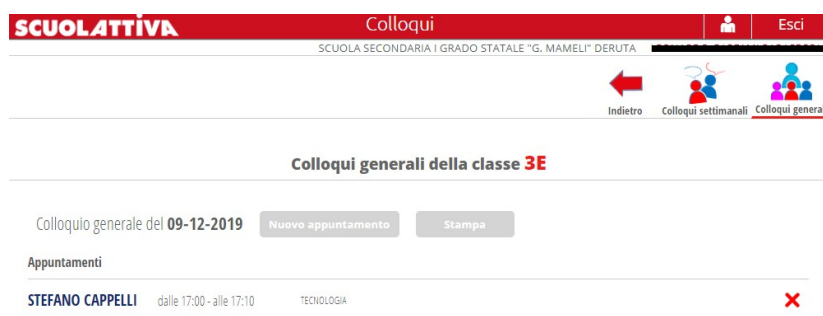 SCUOLATTIVA Colloqui Esci
SCUOLA SECONDARIA I GRADO STATALE "G. MAMELI" DERUTA
Indietro Colloqui settimanali Colloqui genera
Colloqui generali della classe 3E
Colloquio generale del 09-12-2019 Nuovo appuntamento Stampa
Appuntamenti
STEFANO CAPPELLI dalle 17:00 - alle 17:10 TECNOLOGIA